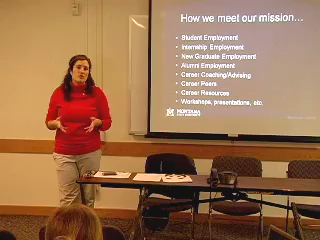 How we meet our mission...
• Student Employment
• Internship Employment
• New Graduate Employment
• Alumni Employment
• Career Coaching/Advising
• Career Peers
• Career Resources
• Workshops, presentations, etc.
MONTANA